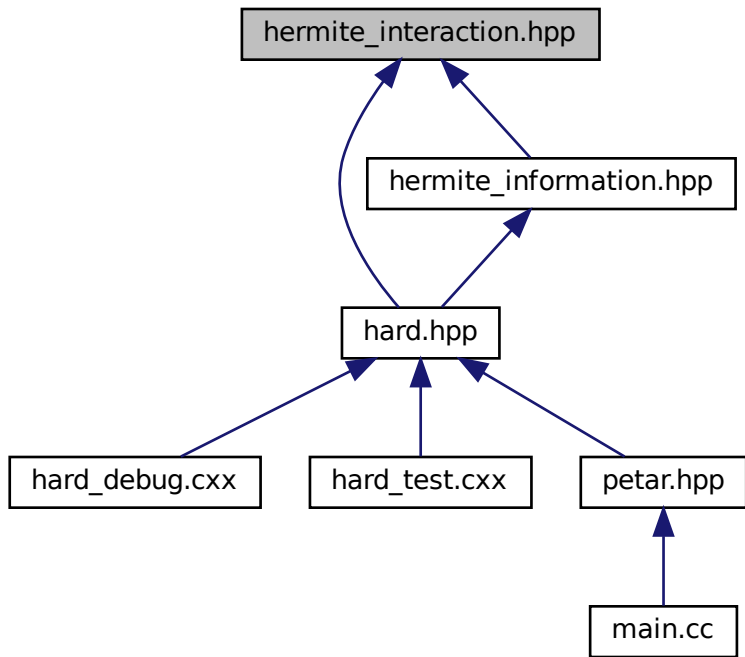 hermite_interaction.hpp
hermite_information.hpp
hard.hpp
hard_debug.cxx
hard_test.cxx
petar.hpp
main.cc